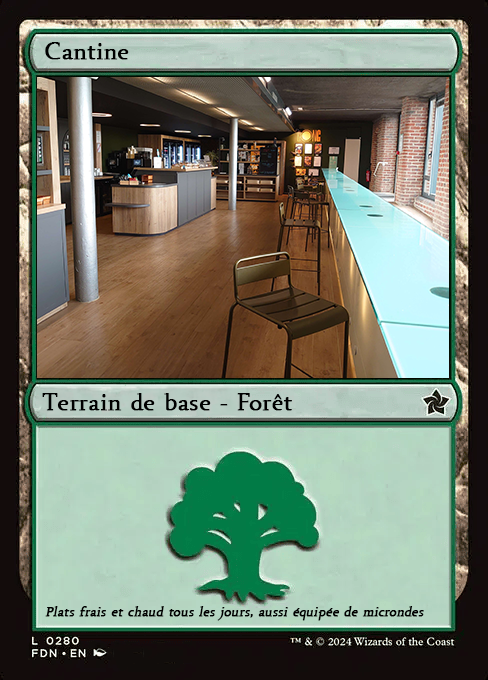 Cantine
Terrain de base - Forêt
Plats frais et chaud tous les jours, aussi équipée de microndes
L 0280
FDN • EN
™ & © 2024 Wizards of the Coast